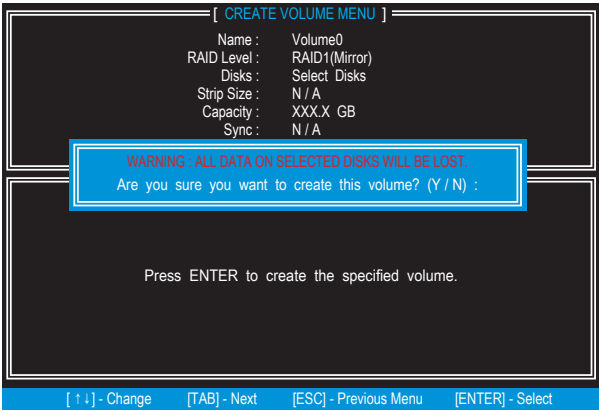 [ CREATE VOLUME MENU ]
Name : Volume0
RAID Level : RAID1(Mirror)
Disks : Select Disks
Strip Size : N / A
Capacity : XXX.X GB
Sync : N / A
WARNING : ALL DATA ON SELECTED DISKS WILL BE LOST.
Are you sure you want to create this volume? (Y / N) :
Press ENTER to create the specified volume.
[ ↑↓] - Change [TAB] - Next [ESC] - Previous Menu [ENTER] - Select